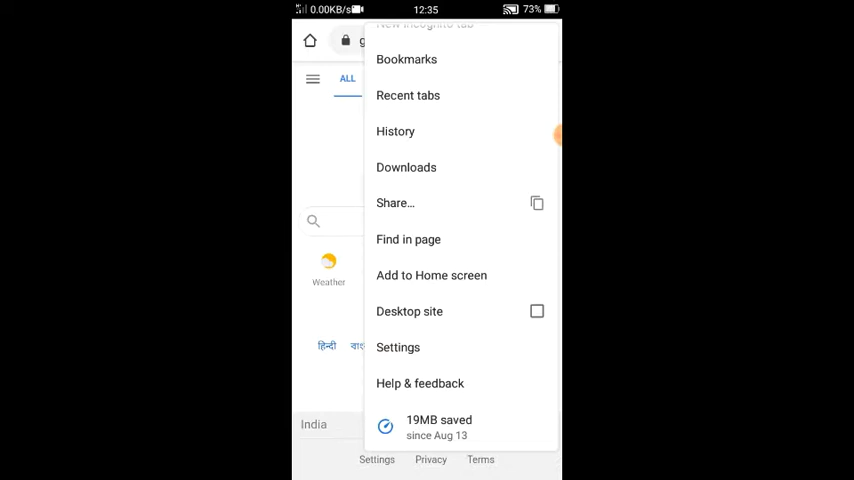 0.00KB/s 12:35 73%
New Incognito tab
g
Bookmarks
ALL
Recent tabs
History
Downloads
Share...
Find in page
Weather
Add to Home screen
Desktop site
हिन्दी
Settings
Help & feedback
19MB saved
India
since Aug 13
Settings Privacy Terms